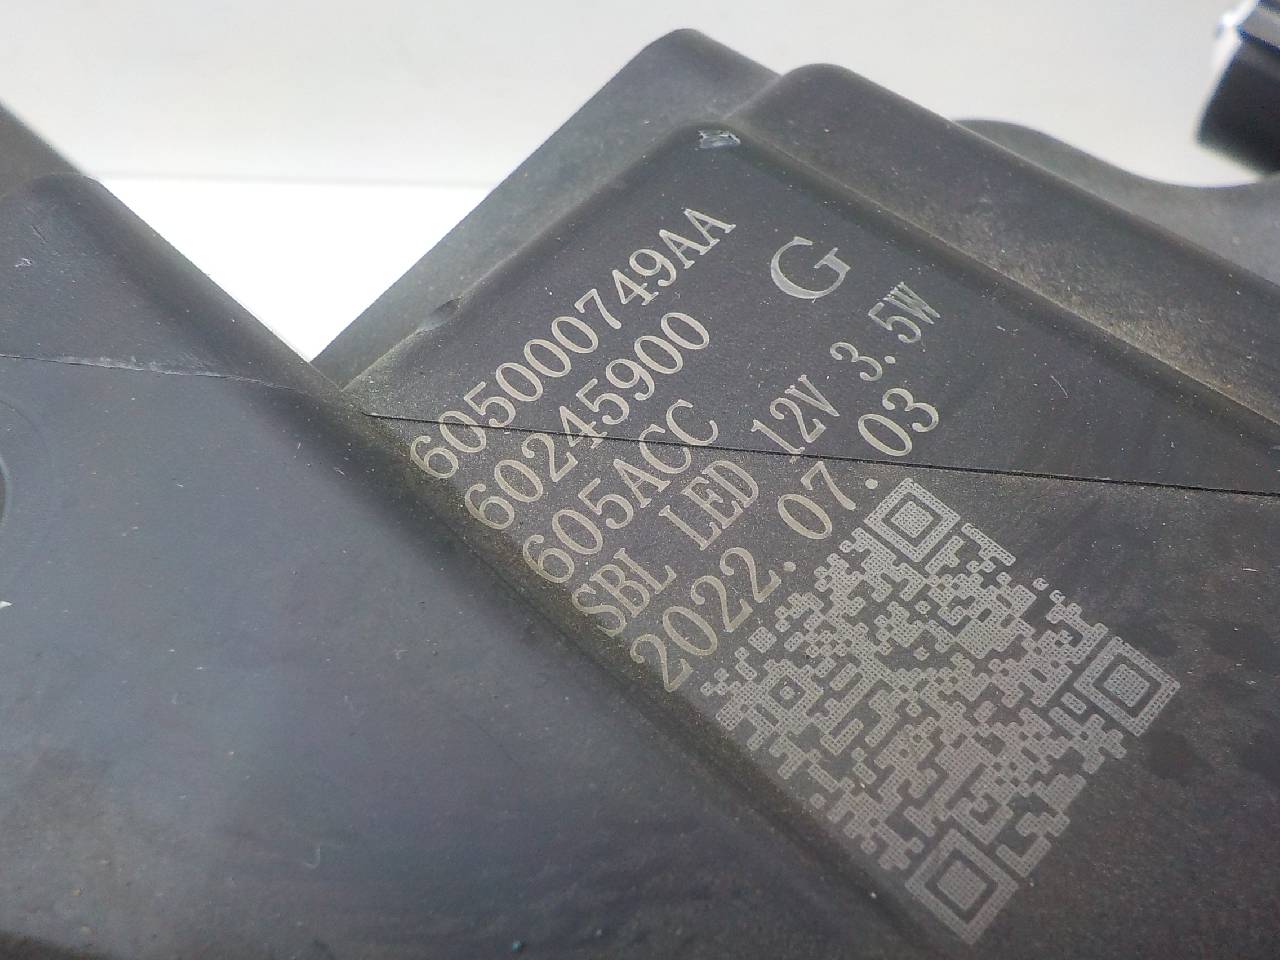 605000749AA
60245900 G
605ACC
SBL LED 12V 3.5W
2022.07.03